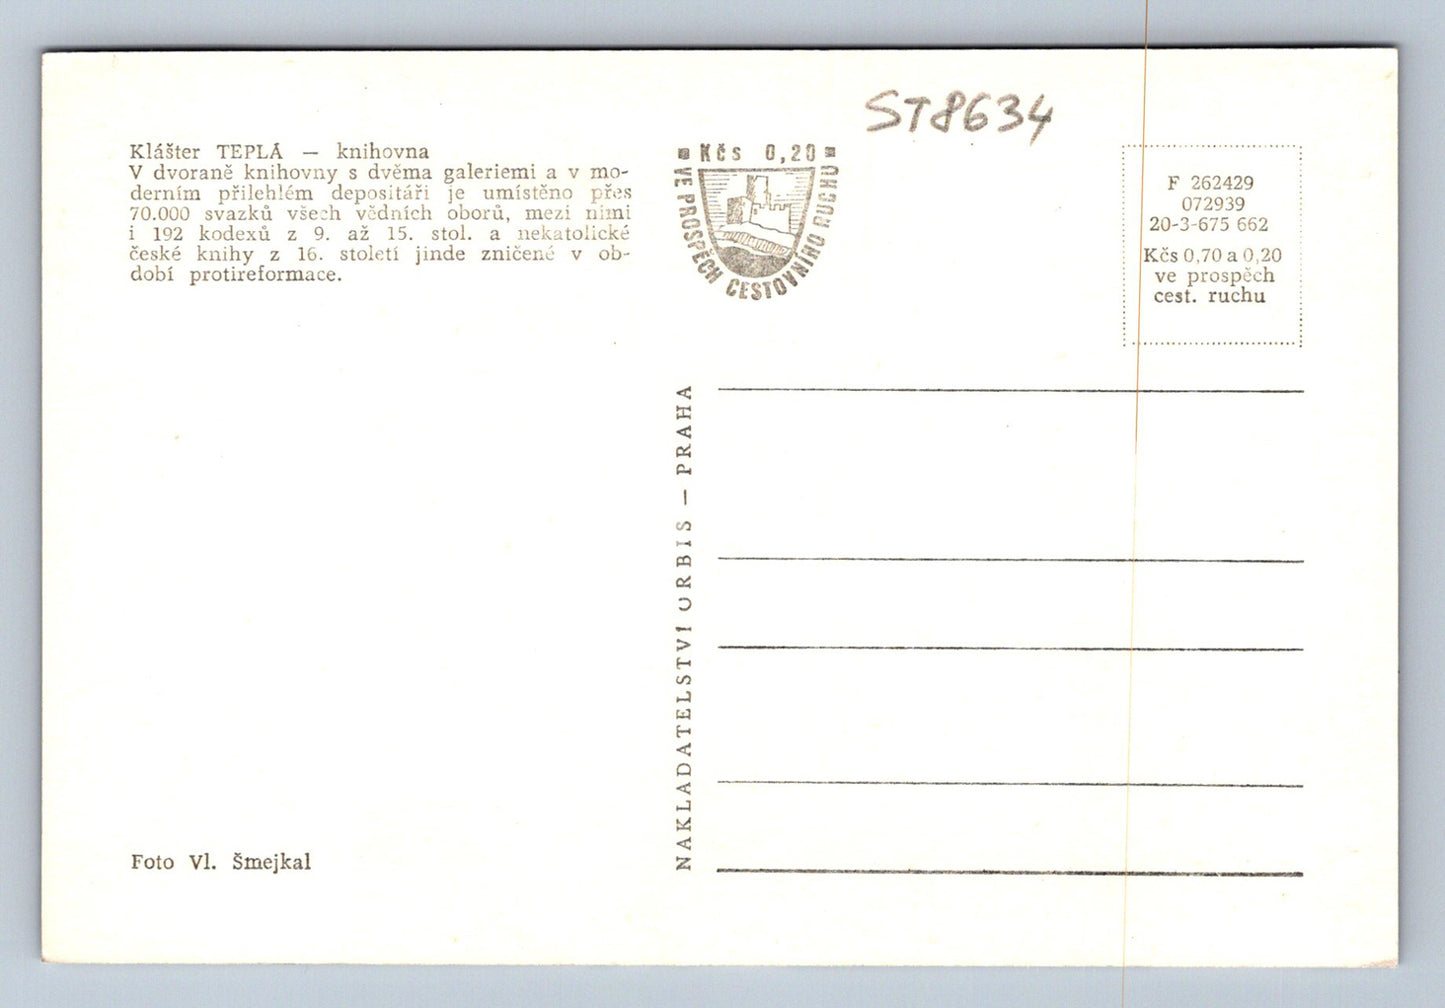 ST8634
Klášter TEPLÁ — knihovna
V dvoraně knihovny s dvěma galeriemi a v mo-
derním přilehlém depositáři je umístěno přes
70.000 svazků všech vědních oborů, mezi nimi
i 192 kodexů z 9. až 15. stol. a nekatolické
české knihy z 16. století jinde zničené v ob-
dobí protireformace.
Kčs 0,20
VE PROSPĚCH CESTOVNÍHO RUCHU
F 262429
072939
20-3-675 662
Kčs 0,70 a 0,20
ve prospěch
cest. ruchu
NAKLADATELSTVÍ ORBIS — PRAHA
Foto Vl. Šmejkal